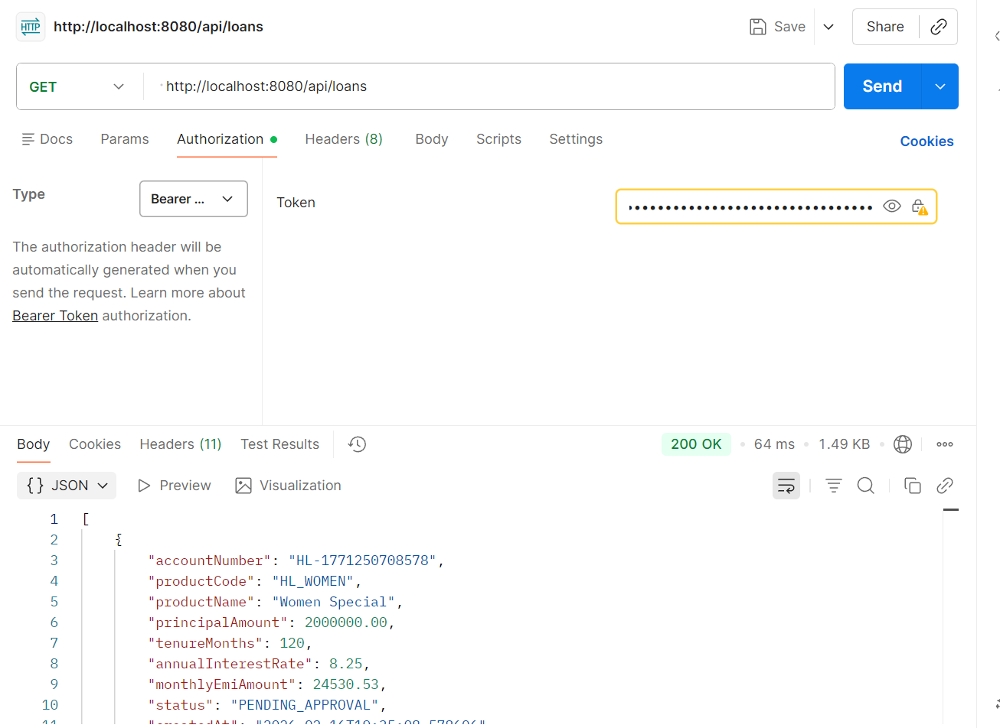 HTTP http://localhost:8080/api/loans Save Share
GET http://localhost:8080/api/loans Send
Docs Params Authorization Headers (8) Body Scripts Settings Cookies
Type Bearer ... Token ••••••••••••••••••••••••••••••••
The authorization header will be
automatically generated when you
send the request. Learn more about
Bearer Token authorization.
Body Cookies Headers (11) Test Results 200 OK • 64 ms • 1.49 KB •
{} JSON Preview Visualization
1 [
2 {
3 "accountNumber": "HL-1771250708578",
4 "productCode": "HL_WOMEN",
5 "productName": "Women Special",
6 "principalAmount": 2000000.00,
7 "tenureMonths": 120,
8 "annualInterestRate": 8.25,
9 "monthlyEmiAmount": 24530.53,
10 "status": "PENDING_APPROVAL",